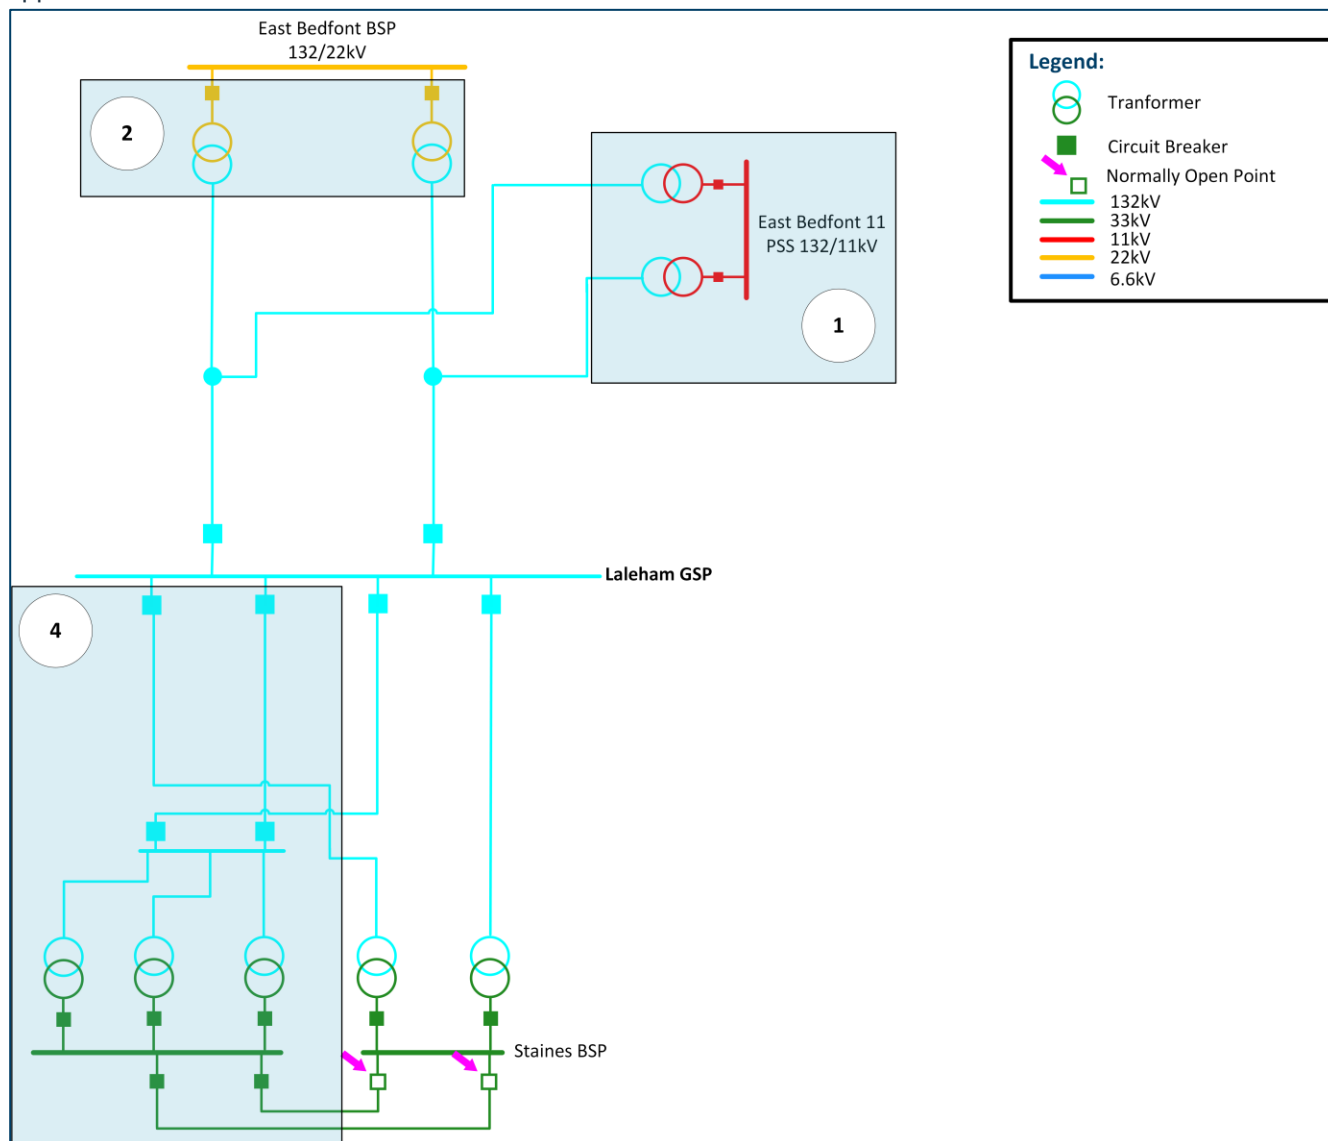 East Bedfont BSP
132/22kV
2
East Bedfont 11
PSS 132/11kV
1
Legend:
Tranformer
Circuit Breaker
Normally Open Point
132kV
33kV
11kV
22kV
6.6kV
Laleham GSP
4
Staines BSP